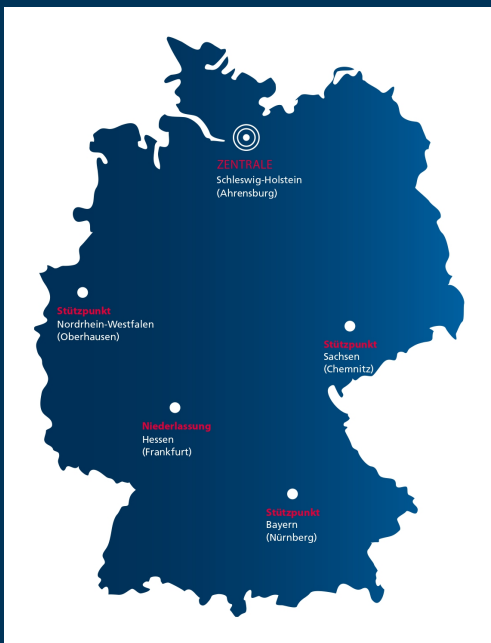 ZENTRALE
Schleswig-Holstein
(Ahrensburg)
Stützpunkt
Nordrhein-Westfalen
(Oberhausen)
Stützpunkt
Sachsen
(Chemnitz)
Niederlassung
Hessen
(Frankfurt)
Stützpunkt
Bayern
(Nürnberg)